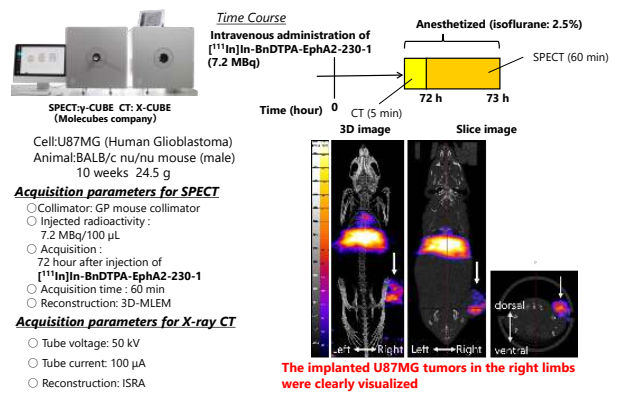 Time Course
Intravenous administration of
[¹¹¹In]In-BnDTPA-EphA2-230-1
(7.2 MBq)
Anesthetized (isoflurane: 2.5%)
SPECT (60 min)
CT (5 min)
Time (hour) 0
72 h
73 h
SPECT:γ-CUBE CT: X-CUBE
(Molecubes company)
Cell:U87MG (Human Glioblastoma)
Animal:BALB/c nu/nu mouse (male)
10 weeks 24.5 g
Acquisition parameters for SPECT
○Collimator: GP mouse collimator
○ Injected radioactivity :
7.2 MBq/100 μL
○ Acquisition :
72 hour after injection of
[¹¹¹In]In-BnDTPA-EphA2-230-1
○ Acquisition time : 60 min
○ Reconstruction: 3D-MLEM
Acquisition parameters for X-ray CT
○ Tube voltage: 50 kV
○ Tube current: 100 μA
○ Reconstruction: ISRA
3D image
Slice image
Left
Right
Left
Right
dorsal
ventral
The implanted U87MG tumors in the right limbs
were clearly visualized